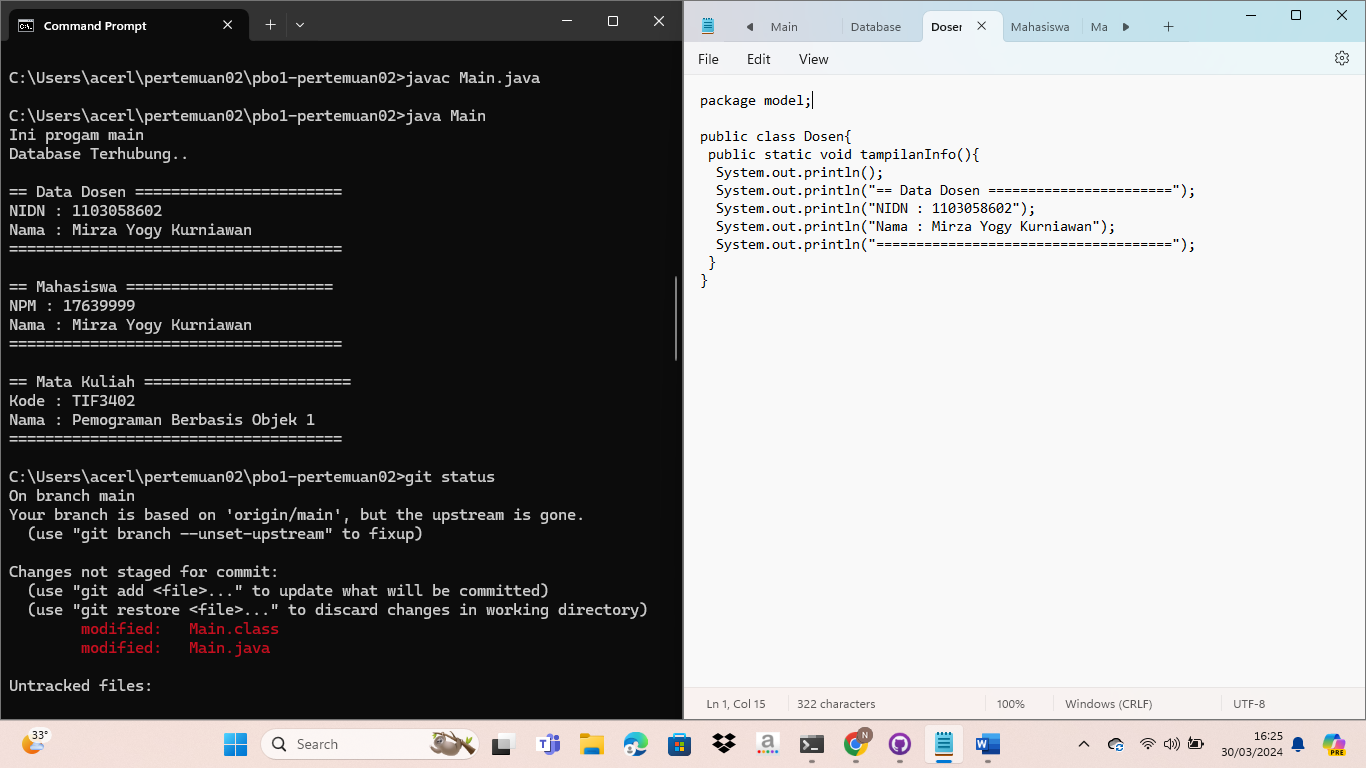 Command Prompt
C:\Users\acerl\pertemuan02\pbo1-pertemuan02>javac Main.java
C:\Users\acerl\pertemuan02\pbo1-pertemuan02>java Main
Ini progam main
Database Terhubung..
== Data Dosen =======================
NIDN : 1103058602
Nama : Mirza Yogy Kurniawan
=====================================
== Mahasiswa =======================
NPM : 17639999
Nama : Mirza Yogy Kurniawan
=====================================
== Mata Kuliah =======================
Kode : TIF3402
Nama : Pemograman Berbasis Objek 1
=====================================
C:\Users\acerl\pertemuan02\pbo1-pertemuan02>git status
On branch main
Your branch is based on 'origin/main', but the upstream is gone.
(use "git branch --unset-upstream" to fixup)
Changes not staged for commit:
(use "git add <file>..." to update what will be committed)
(use "git restore <file>..." to discard changes in working directory)
modified: Main.class
modified: Main.java
Untracked files:
Main Database Doser Mahasiswa Ma
File Edit View
package model;
public class Dosen{
public static void tampilanInfo(){
System.out.println();
System.out.println("== Data Dosen =======================");
System.out.println("NIDN : 1103058602");
System.out.println("Nama : Mirza Yogy Kurniawan");
System.out.println("=====================================");
}
}
Ln 1, Col 15 322 characters 100% Windows (CRLF) UTF-8
33°
Search
16:25
30/03/2024
PRE